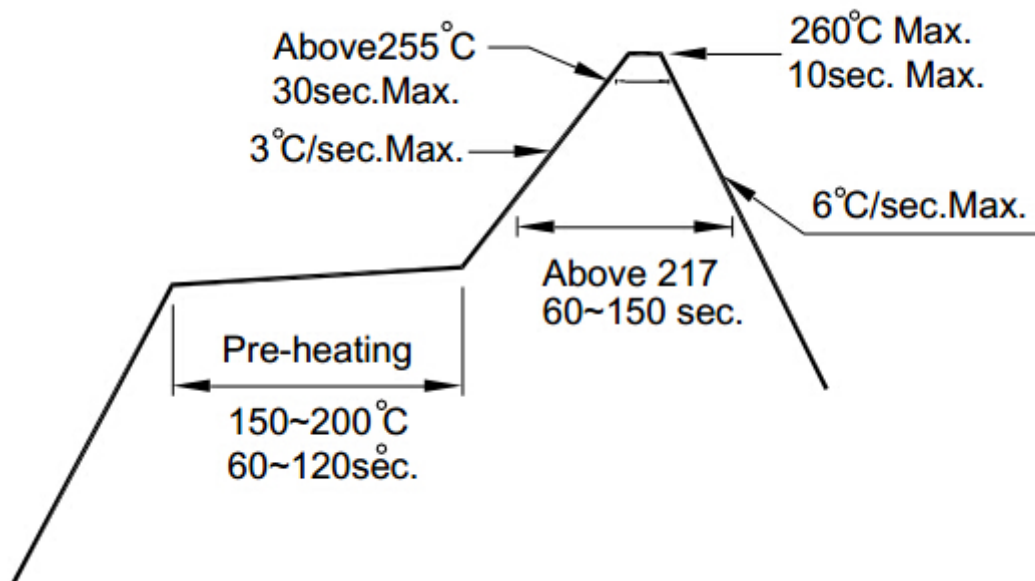 Above255°C
30sec.Max.
260°C Max.
10sec. Max.
3°C/sec.Max.
6°C/sec.Max.
Above 217
60~150 sec.
Pre-heating
150~200°C
60~120sec.